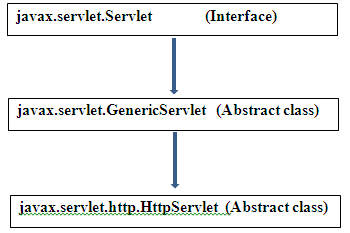 javax.servlet.Servlet (Interface)
javax.servlet.GenericServlet (Abstract class)
javax.servlet.http.HttpServlet (Abstract class)